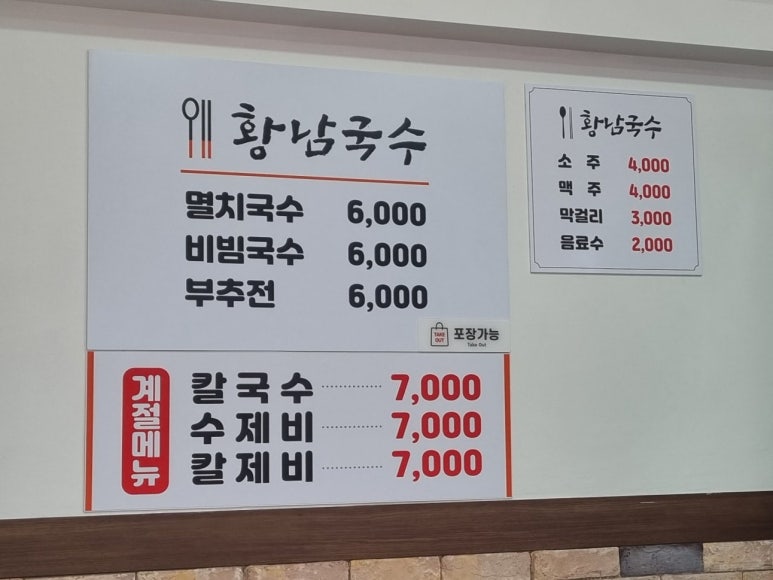 황남국수
멸치국수 6,000
비빔국수 6,000
부추전 6,000
TAKE OUT 포장가능
Take Out
계절메뉴
칼국수 7,000
수제비 7,000
칼제비 7,000
황남국수
소주 4,000
맥주 4,000
막걸리 3,000
음료수 2,000